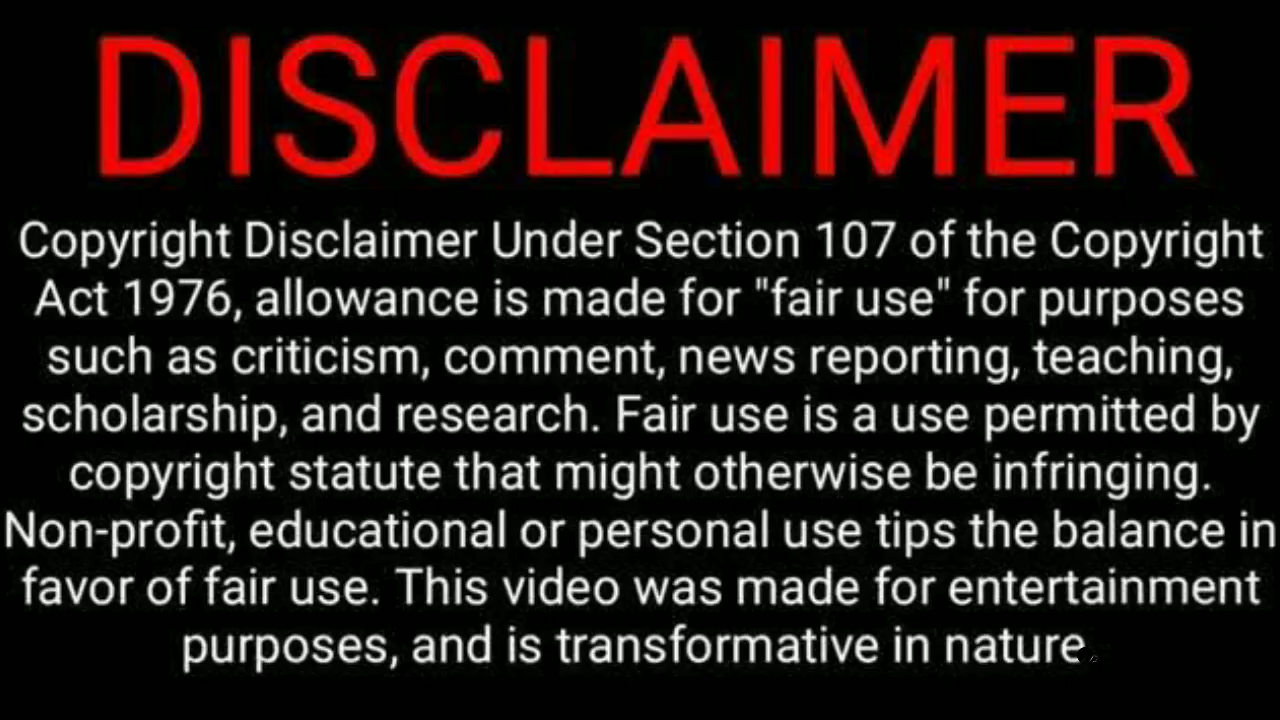 DISCLAIMER
Copyright Disclaimer Under Section 107 of the Copyright
Act 1976, allowance is made for "fair use" for purposes
such as criticism, comment, news reporting, teaching,
scholarship, and research. Fair use is a use permitted by
copyright statute that might otherwise be infringing.
Non-profit, educational or personal use tips the balance in
favor of fair use. This video was made for entertainment
purposes, and is transformative in nature